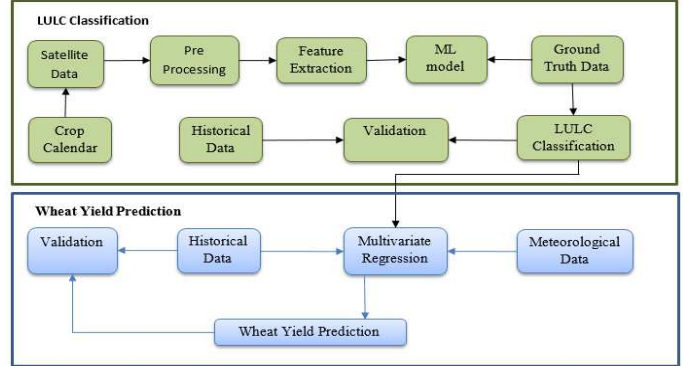 LULC Classification
Satellite
Data
Pre
Processing
Feature
Extraction
ML
model
Ground
Truth Data
Crop
Calendar
Historical
Data
Validation
LULC
Classification
Wheat Yield Prediction
Validation
Historical
Data
Multivariate
Regression
Meteorological
Data
Wheat Yield Prediction